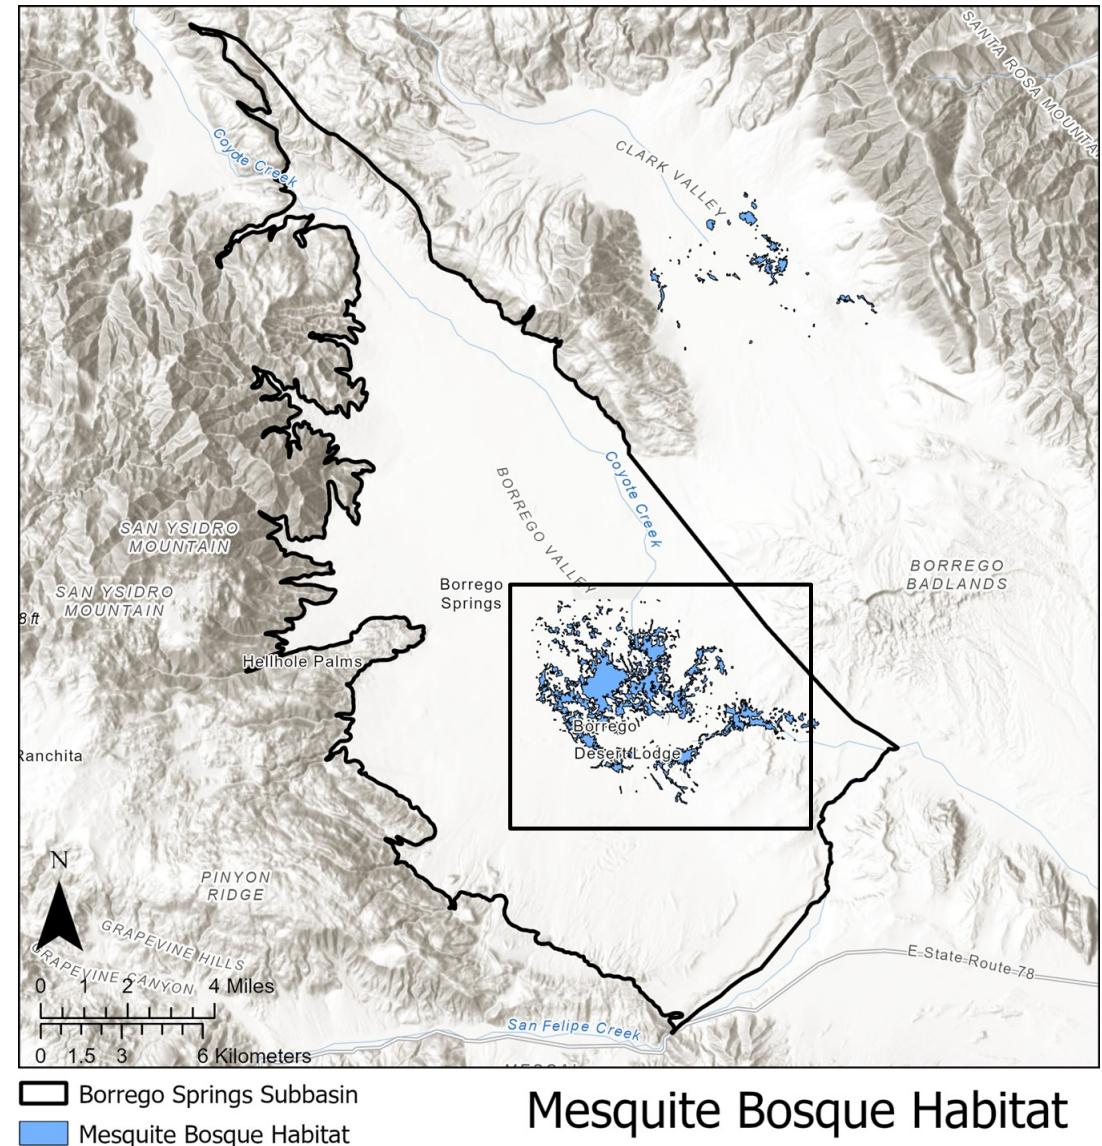 SANTA ROSA MOUNTA
CLARK VALLEY
Coyote Creek
Coyote Creek
BORREGO VALLEY
SAN YSIDRO
MOUNTAIN
SAN YSIDRO
MOUNTAIN
BORREGO
BADLANDS
Borrego
Springs
8 ft
Hellhole Palms
Borrego
Desert Lodge
Ranchita
PINYON
RIDGE
N
GRAPEVINE HILLS
GRAPEVINE CANYON
E State Route 78
San Felipe Creek
0 1 2 4 Miles
0 1.5 3 6 Kilometers
Borrego Springs Subbasin
Mesquite Bosque Habitat
Mesquite Bosque Habitat